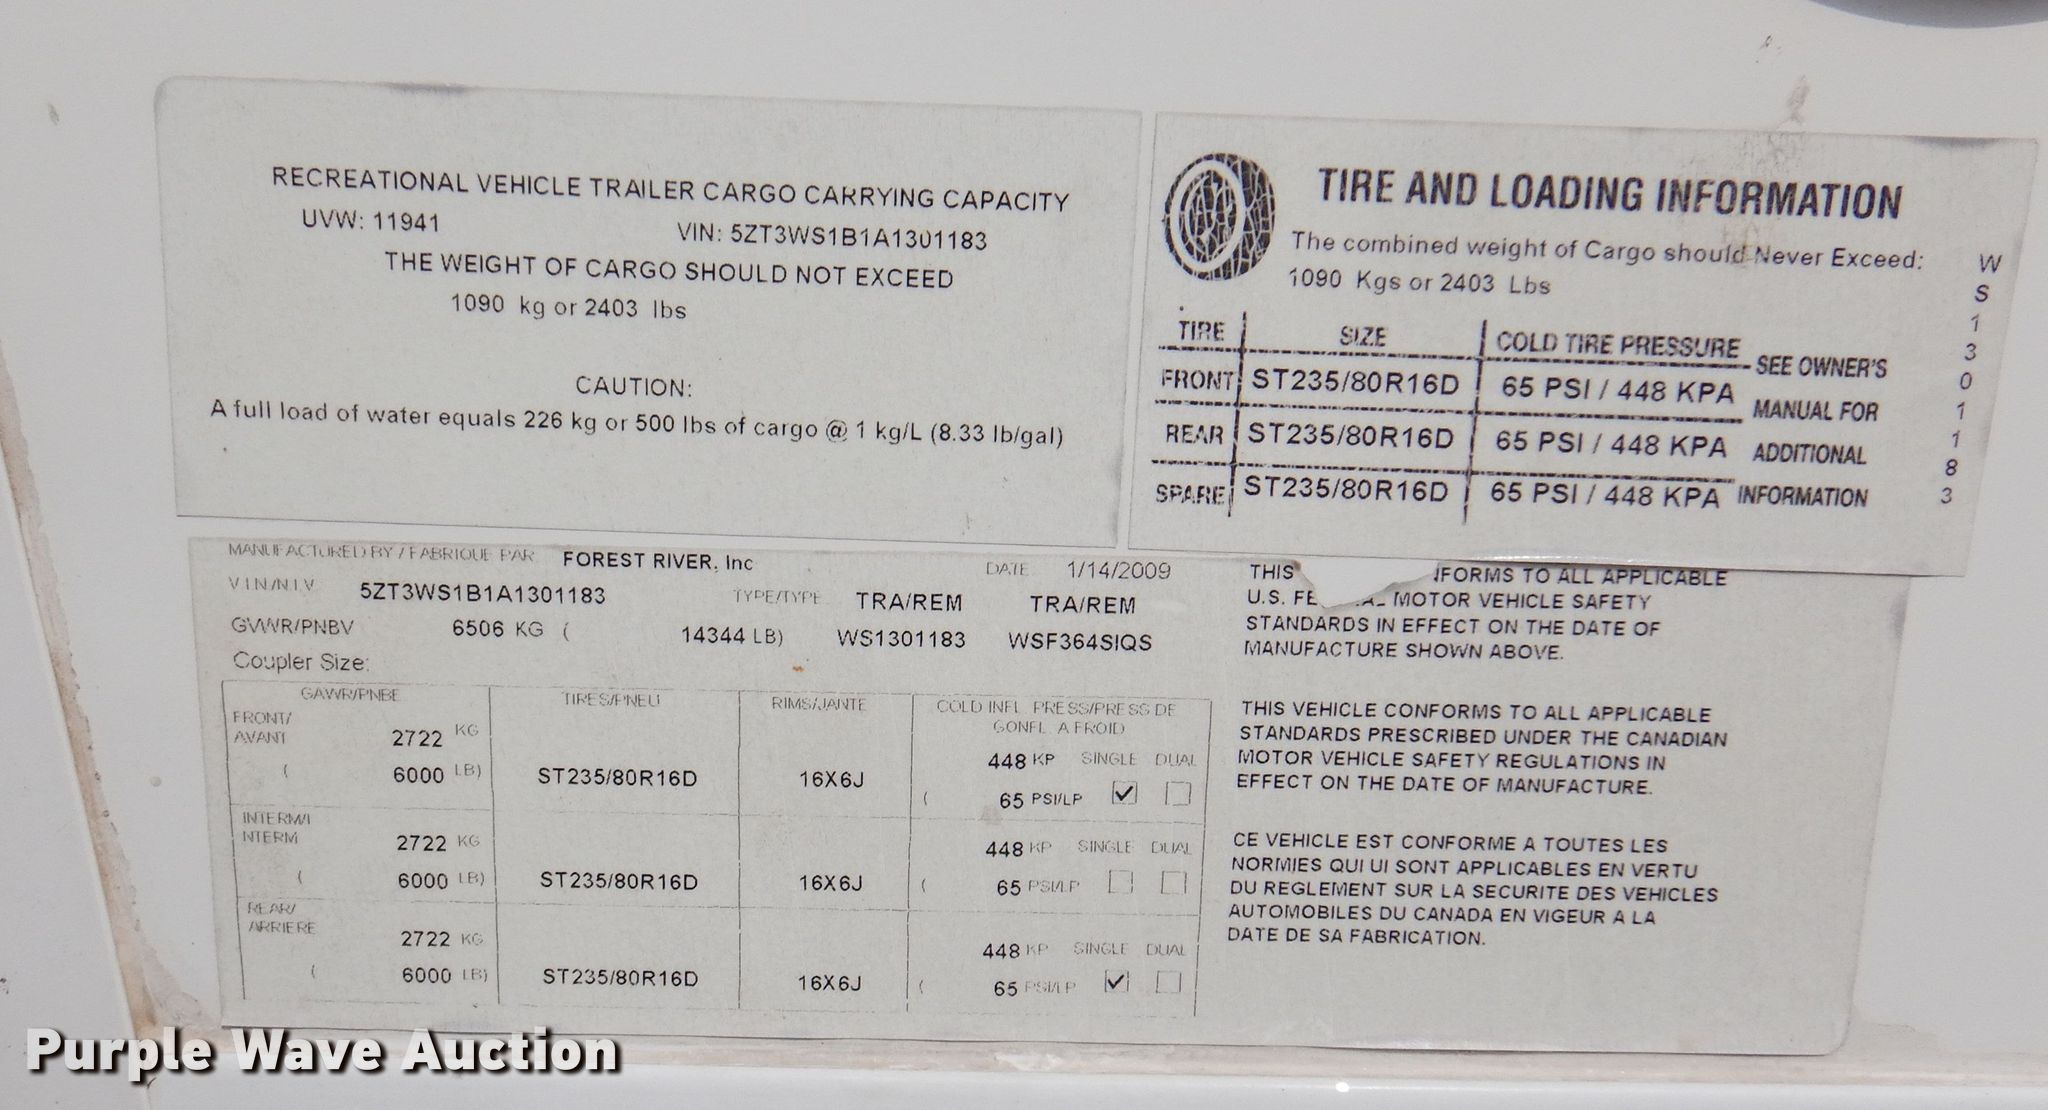 RECREATIONAL VEHICLE TRAILER CARGO CARRYING CAPACITY
UVW: 11941 VIN: 5ZT3WS1B1A1301183
THE WEIGHT OF CARGO SHOULD NOT EXCEED
1090 kg or 2403 lbs
CAUTION:
A full load of water equals 226 kg or 500 lbs of cargo @ 1 kg/L (8.33 lb/gal)
TIRE AND LOADING INFORMATION
The combined weight of Cargo should Never Exceed:
1090 Kgs or 2403 Lbs
TIRE SIZE COLD TIRE PRESSURE
FRONT ST235/80R16D 65 PSI / 448 KPA
REAR ST235/80R16D 65 PSI / 448 KPA
SPARE ST235/80R16D 65 PSI / 448 KPA
SEE OWNER'S
MANUAL FOR
ADDITIONAL
INFORMATION
WS1301183
MANUFACTURED BY / FABRIQUE PAR FOREST RIVER, Inc DATE 1/14/2009
V.I.N/N.I.V 5ZT3WS1B1A1301183 TYPE/TYPE TRA/REM TRA/REM
GVWR/PNBV 6506 KG ( 14344 LB) WS1301183 WSF364SIQS
Coupler Size:
GAWR/PNBE TIRES/PNEU RIMS/JANTE COLD INFL. PRESS/PRESS DE
GONFL. A FROID
FRONT/
AVANT 2722 KG 448 KP SINGLE DUAL
( 6000 LB) ST235/80R16D 16X6J ( 65 PSI/LP ✓
INTERM/I
NTERM 2722 KG 448 KP SINGLE DUAL
( 6000 LB) ST235/80R16D 16X6J ( 65 PSI/LP
REAR/
ARRIERE 2722 KG 448 KP SINGLE DUAL
( 6000 LB) ST235/80R16D 16X6J ( 65 PSI/LP ✓
THIS NFORMS TO ALL APPLICABLE
U.S. FE AL MOTOR VEHICLE SAFETY
STANDARDS IN EFFECT ON THE DATE OF
MANUFACTURE SHOWN ABOVE.
THIS VEHICLE CONFORMS TO ALL APPLICABLE
STANDARDS PRESCRIBED UNDER THE CANADIAN
MOTOR VEHICLE SAFETY REGULATIONS IN
EFFECT ON THE DATE OF MANUFACTURE.
CE VEHICLE EST CONFORME A TOUTES LES
NORMIES QUI UI SONT APPLICABLES EN VERTU
DU REGLEMENT SUR LA SECURITE DES VEHICLES
AUTOMOBILES DU CANADA EN VIGEUR A LA
DATE DE SA FABRICATION.
Purple Wave Auction